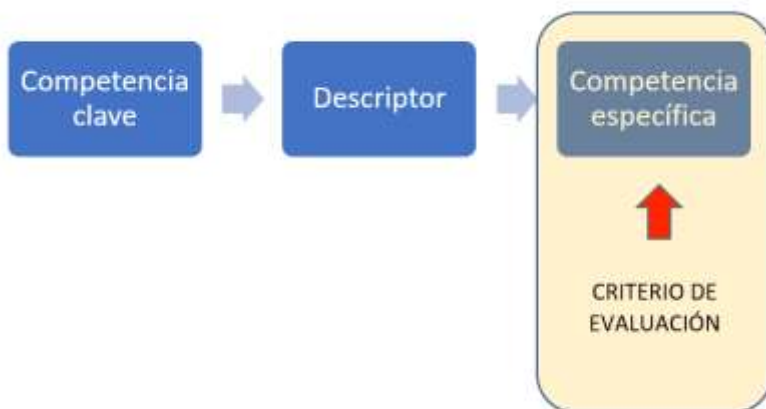 Competencia
clave
Descriptor
Competencia
específica
CRITERIO DE
EVALUACIÓN